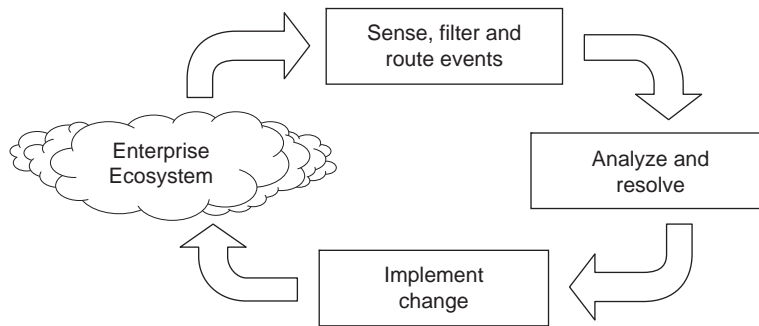 Sense, filter and
route events
Enterprise
Ecosystem
Analyze and
resolve
Implement
change